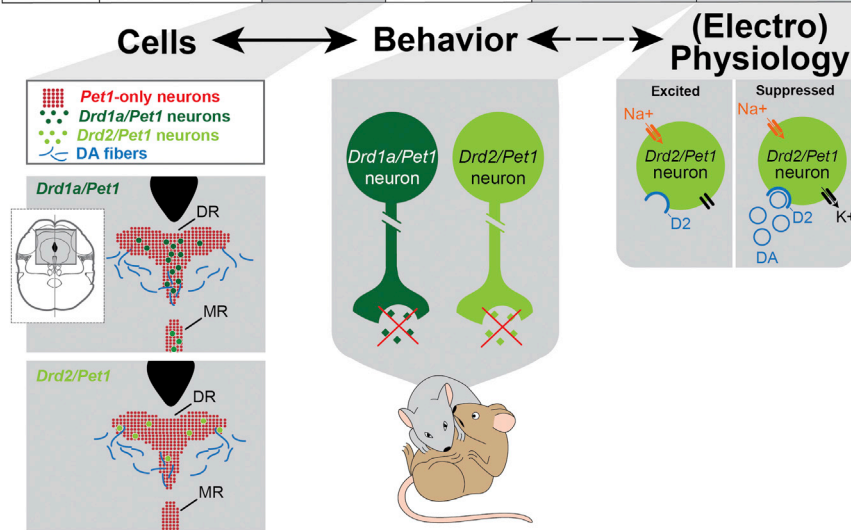 Cells
Behavior
(Electro)
Physiology
Pet1-only neurons
Drd1a/Pet1 neurons
Drd2/Pet1 neurons
DA fibers
Drd1a/Pet1
DR
MR
Drd2/Pet1
DR
MR
Drd1a/Pet1
neuron
Drd2/Pet1
neuron
Excited
Na+
Drd2/Pet1
neuron
D2
Suppressed
Na+
Drd2/Pet1
neuron
D2
K+
DA